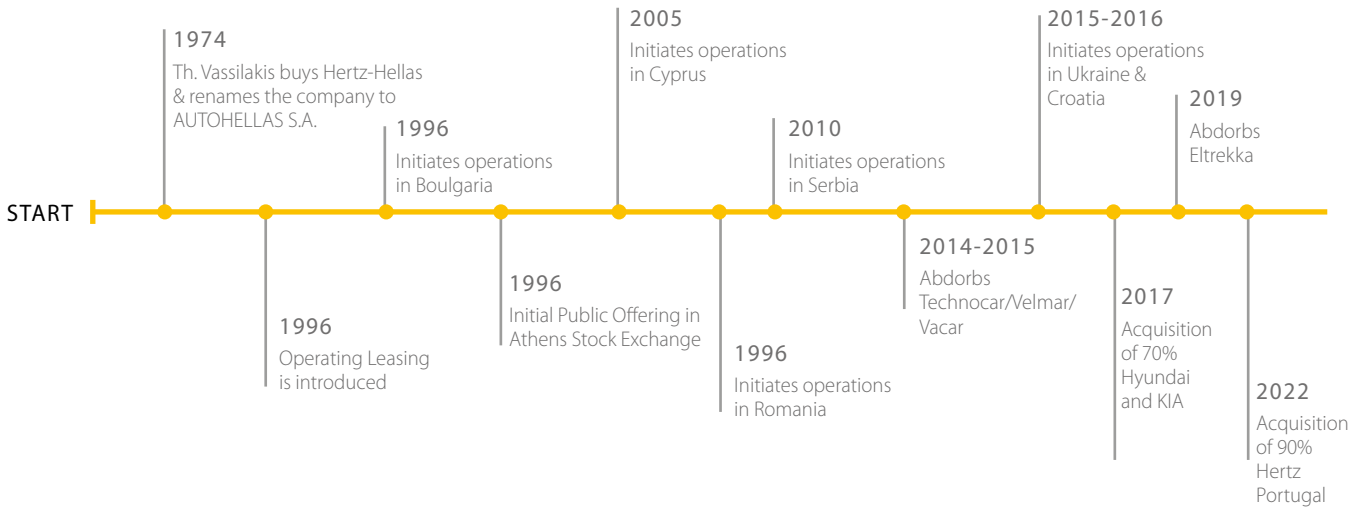 START
1974
Th. Vassilakis buys Hertz-Hellas
& renames the company to
AUTOHELLAS S.A.
1996
Operating Leasing
is introduced
1996
Initiates operations
in Boulgaria
1996
Initial Public Offering in
Athens Stock Exchange
2005
Initiates operations
in Cyprus
1996
Initiates operations
in Romania
2010
Initiates operations
in Serbia
2014-2015
Abdorbs
Technocar/Velmar/
Vacar
2015-2016
Initiates operations
in Ukraine &
Croatia
2017
Acquisition
of 70%
Hyundai
and KIA
2019
Abdorbs
Eltrekka
2022
Acquisition
of 90%
Hertz
Portugal